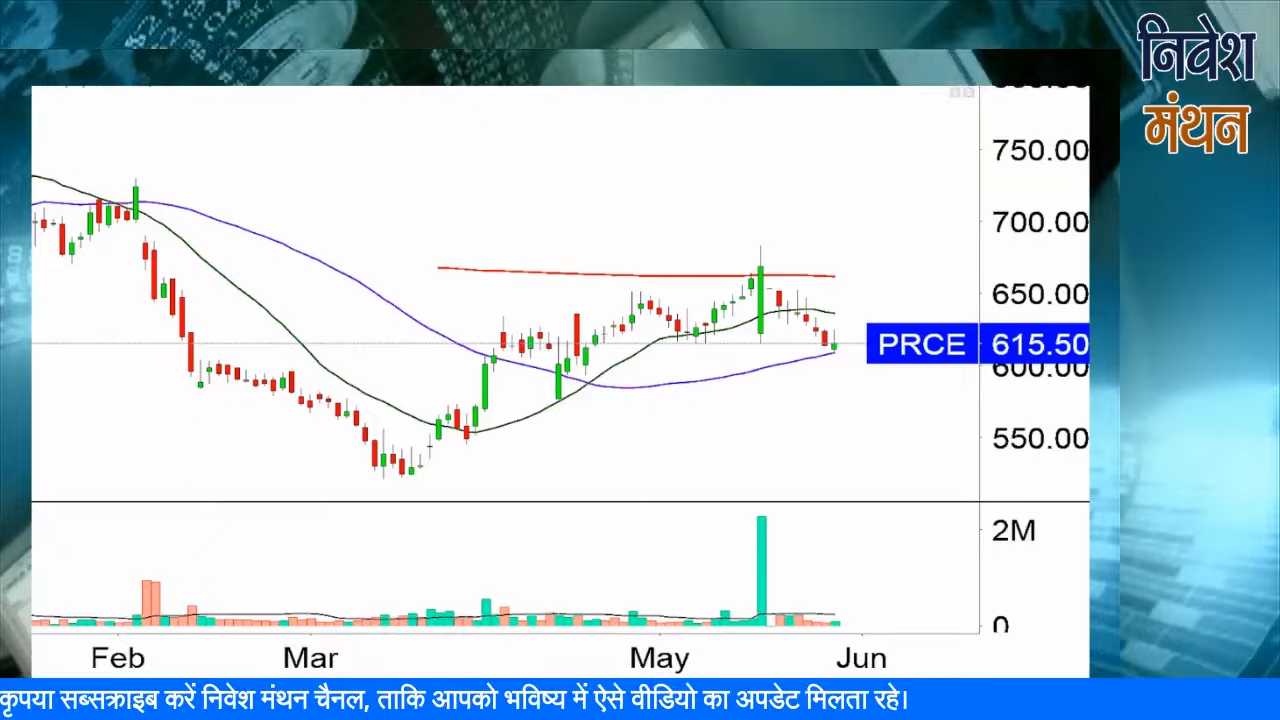 निवेश
मंथन
750.00
700.00
650.00
PRCE 615.50
600.00
550.00
2M
0
Feb Mar May Jun
कृपया सब्सक्राइब करें निवेश मंथन चैनल, ताकि आपको भविष्य में ऐसे वीडियो का अपडेट मिलता रहे।